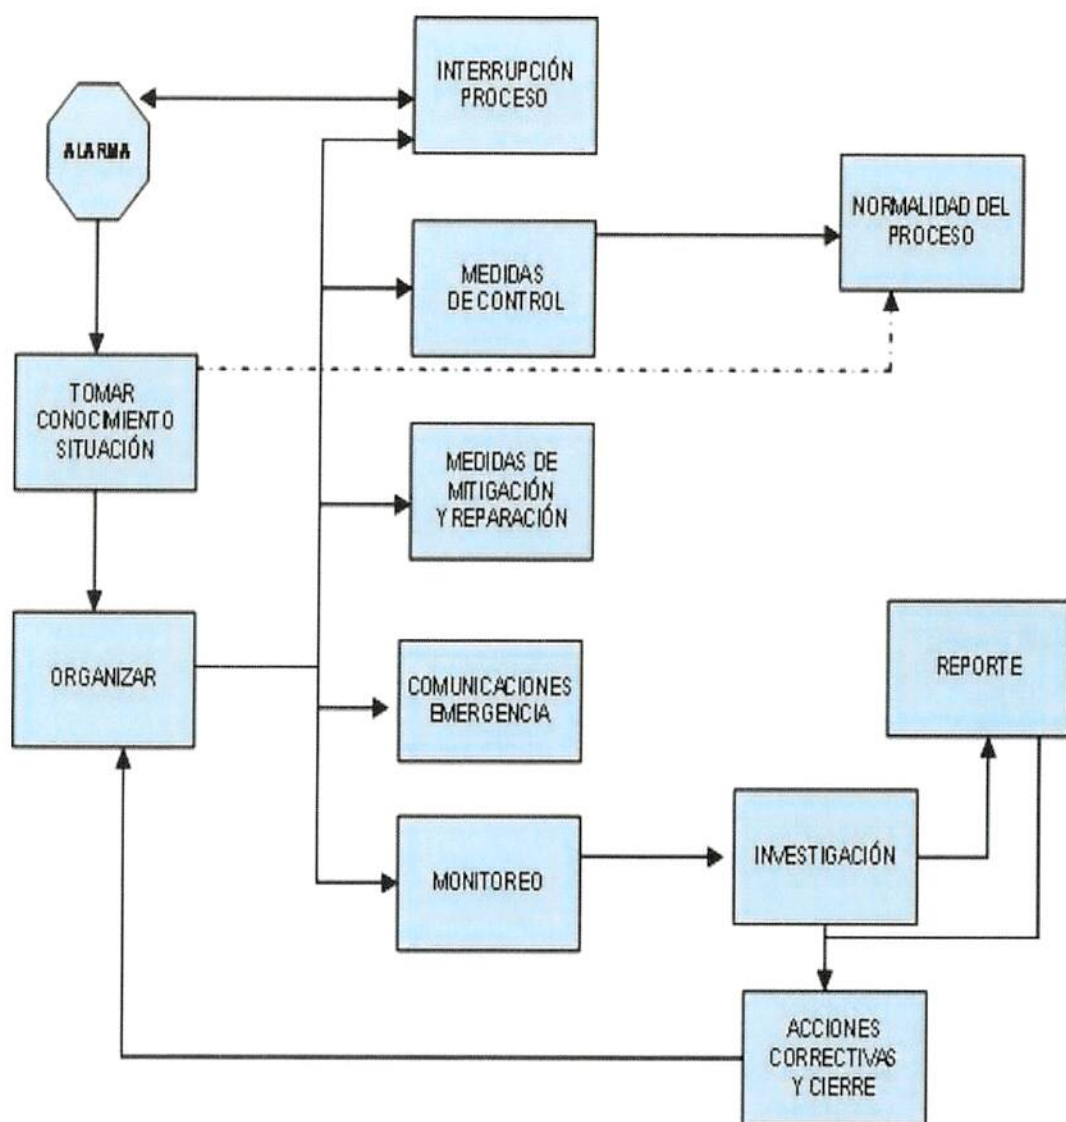 INTERRUPCIÓN
PROCESO
ALARMA
NORMALIDAD DEL
PROCESO
MEDIDAS
DE CONTROL
TOMAR
CONOCIMIENTO
SITUACIÓN
MEDIDAS DE
MITIGACIÓN
Y REPARACIÓN
ORGANIZAR
COMUNICACIONES
EMERGENCIA
REPORTE
MONITOREO
INVESTIGACIÓN
ACCIONES
CORRECTIVAS
Y CIERRE